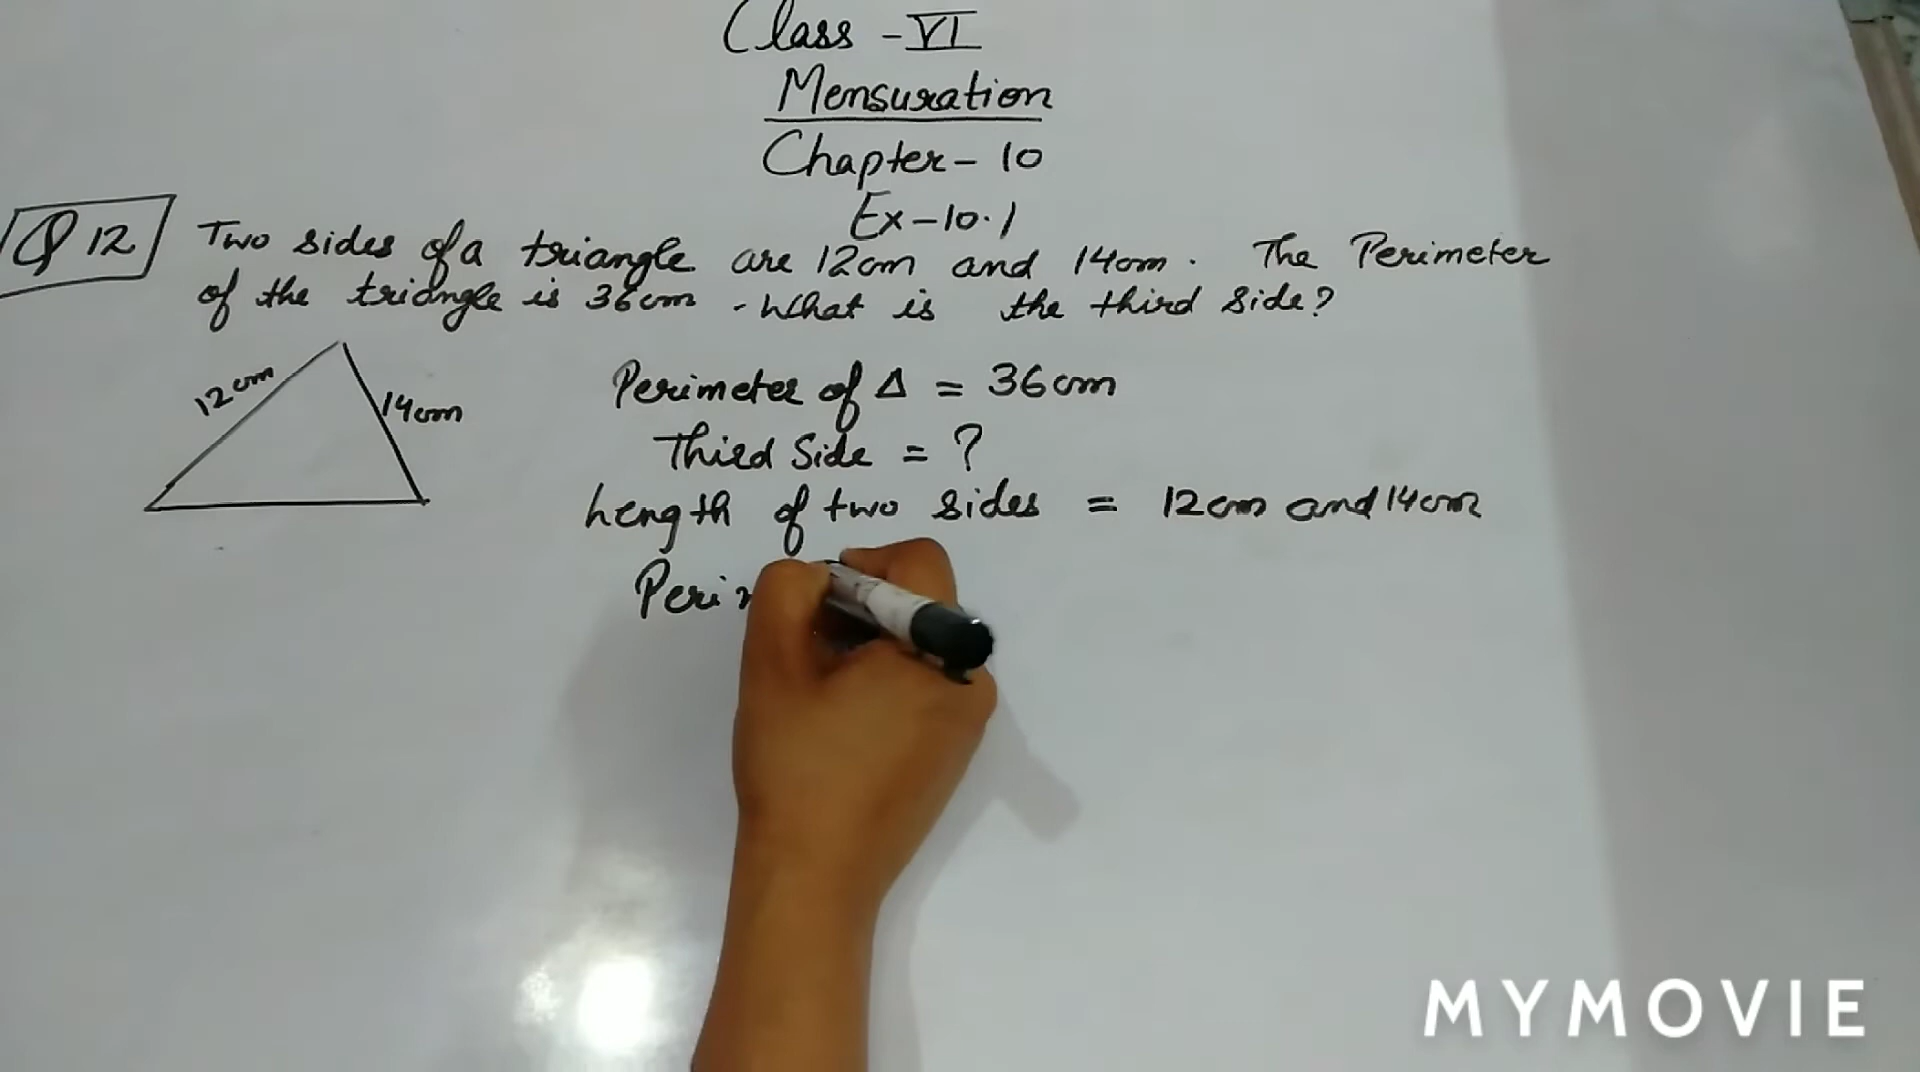 Class - VI
Mensuration
Chapter - 10
Ex - 10.1
Q 12 Two sides of a triangle are 12cm and 14cm. The Perimeter
of the triangle is 36cm. What is the third side?
12cm
14cm
Perimeter of Δ = 36cm
Third Side = ?
Length of two sides = 12cm and 14cm
Peri
MYMOVIE